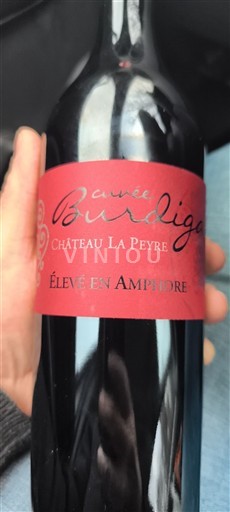 cuvée
Burdiga
CHÂTEAU LA PEYRE
VINIOU
ÉLEVÉ EN AMPHORE